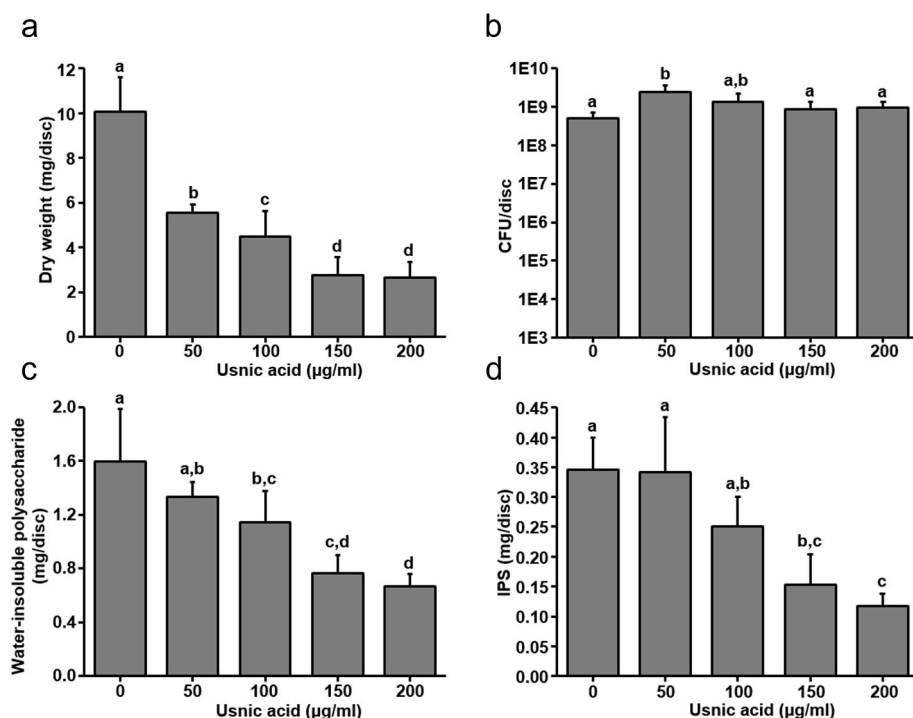 a
Dry weight (mg/disc)
12
10
8
6
4
2
0
a
b
c
d
d
0 50 100 150 200
Usnic acid (µg/ml)
b
CFU/disc
1E10
1E9
1E8
1E7
1E6
1E5
1E4
1E3
a
b
a,b
a
a
0 50 100 150 200
Usnic acid (µg/ml)
c
Water-insoluble polysaccharide
(mg/disc)
2.0
1.6
1.2
0.8
0.4
0.0
a
a,b
b,c
c,d
d
0 50 100 150 200
Usnic acid (µg/ml)
d
IPS (mg/disc)
0.45
0.40
0.35
0.30
0.25
0.20
0.15
0.10
0.05
0.00
a
a
a,b
b,c
c
0 50 100 150 200
Usnic acid (µg/ml)